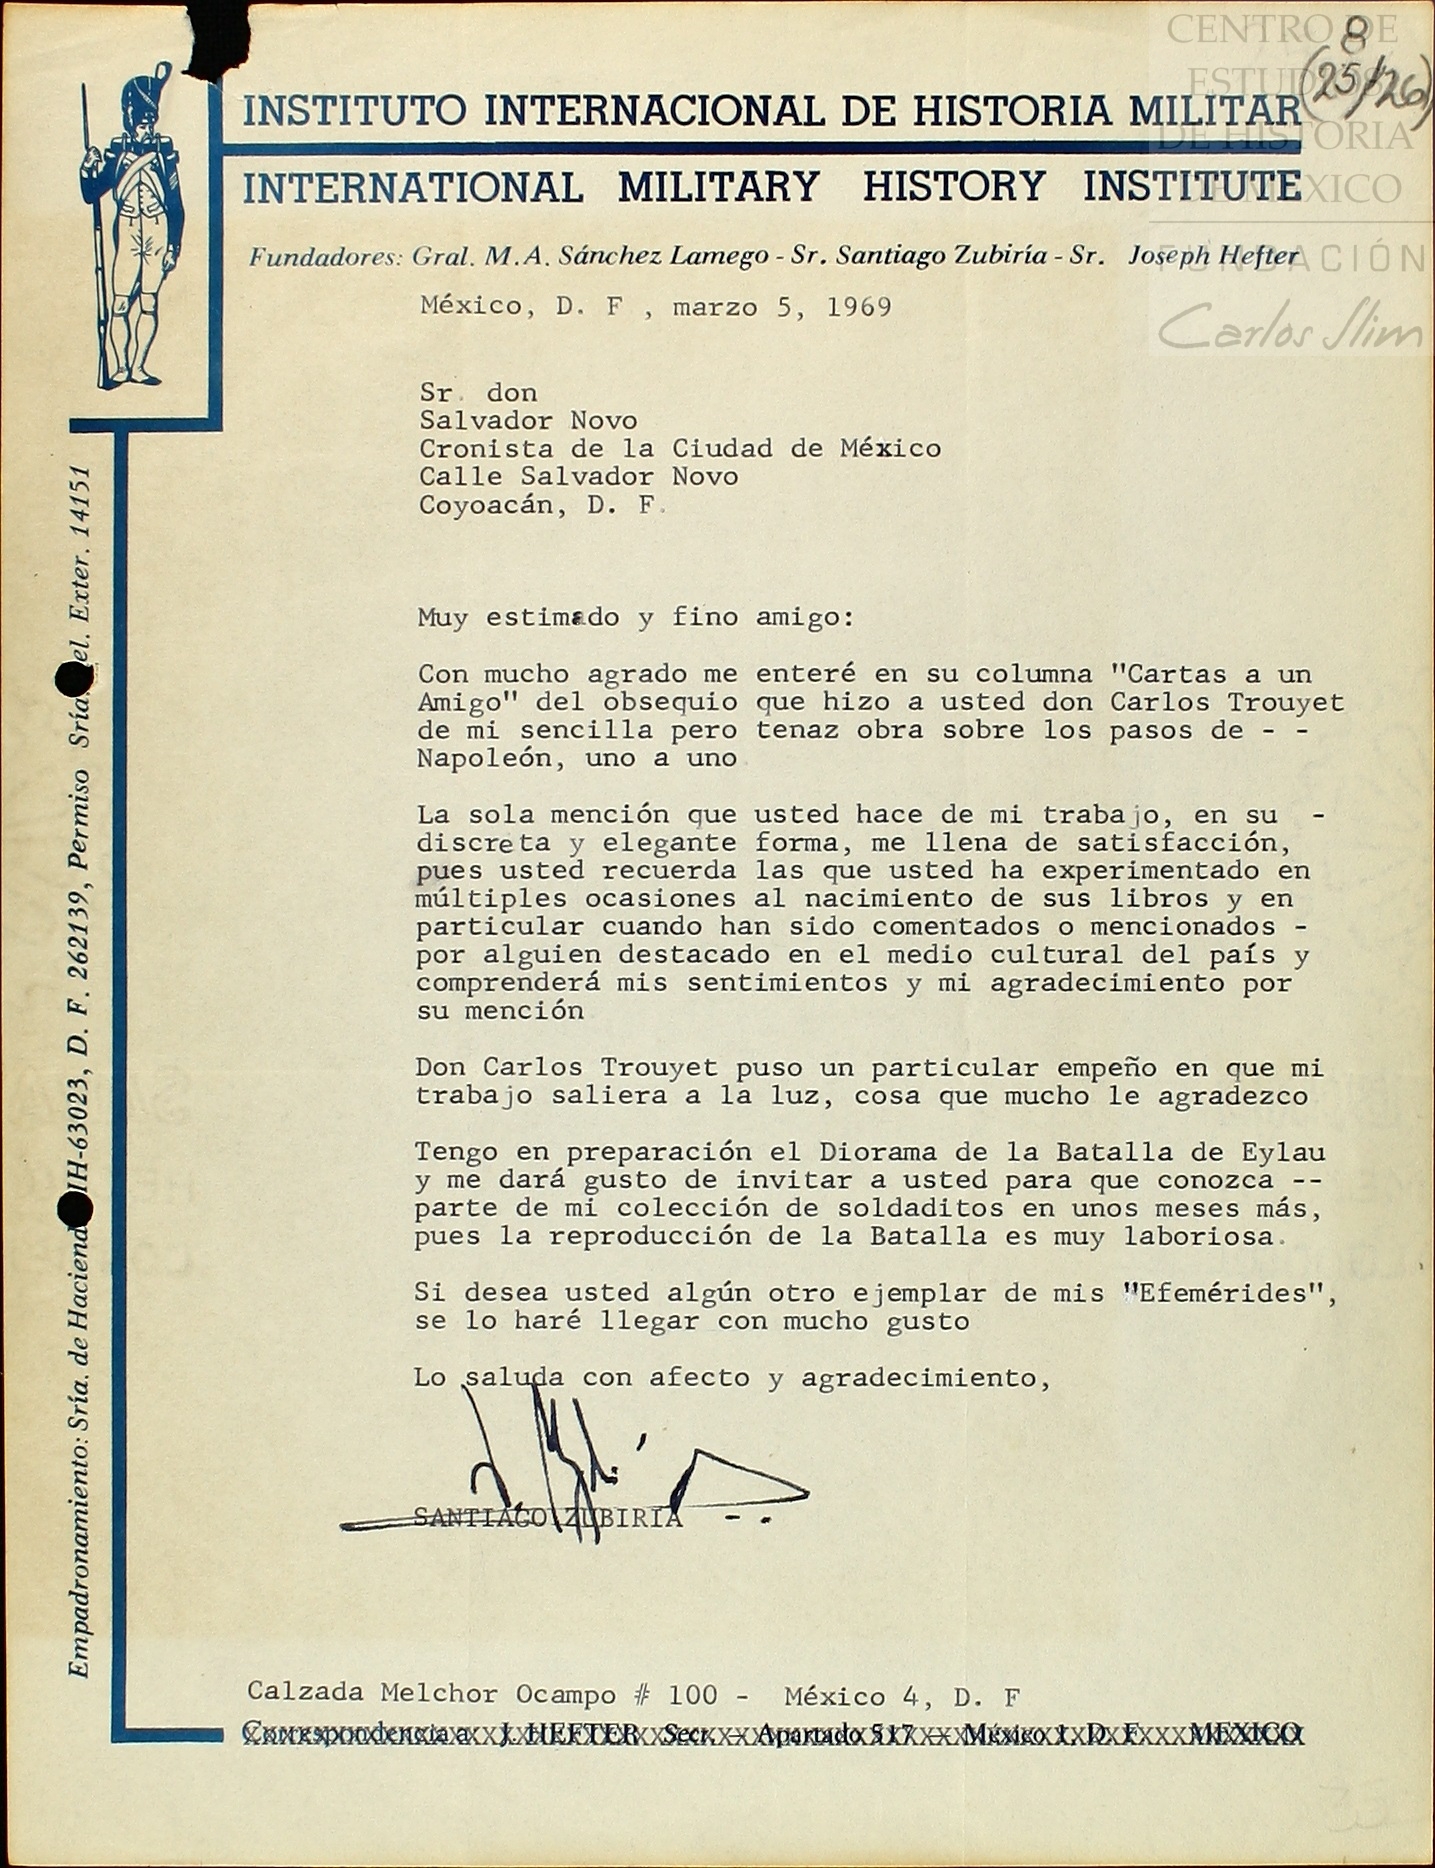 CENTRO DE
ESTUDIOS
DE HISTORIA
DE MÉXICO
FUNDACIÓN
Carlos Slim
8
(25/26)
INSTITUTO INTERNACIONAL DE HISTORIA MILITAR
INTERNATIONAL MILITARY HISTORY INSTITUTE
Fundadores: Gral. M.A. Sánchez Lamego - Sr. Santiago Zubiría - Sr. Joseph Hefter
México, D. F , marzo 5, 1969
Sr. don
Salvador Novo
Cronista de la Ciudad de México
Calle Salvador Novo
Coyoacán, D. F.
Muy estimado y fino amigo:
Con mucho agrado me enteré en su columna "Cartas a un
Amigo" del obsequio que hizo a usted don Carlos Trouyet
de mi sencilla pero tenaz obra sobre los pasos de - -
Napoleón, uno a uno.
La sola mención que usted hace de mi trabajo, en su -
discreta y elegante forma, me llena de satisfacción,
pues usted recuerda las que usted ha experimentado en
múltiples ocasiones al nacimiento de sus libros y en
particular cuando han sido comentados o mencionados -
por alguien destacado en el medio cultural del país y
comprenderá mis sentimientos y mi agradecimiento por
su mención
Don Carlos Trouyet puso un particular empeño en que mi
trabajo saliera a la luz, cosa que mucho le agradezco
Tengo en preparación el Diorama de la Batalla de Eylau
y me dará gusto de invitar a usted para que conozca --
parte de mi colección de soldaditos en unos meses más,
pues la reproducción de la Batalla es muy laboriosa.
Si desea usted algún otro ejemplar de mis "Efemérides",
se lo haré llegar con mucho gusto
Lo saluda con afecto y agradecimiento,
SANTIAGO ZUBIRIA
Calzada Melchor Ocampo # 100 - México 4, D. F
Correspondencia a: J. HEFTER Secr. — Apartado 517 — México 1, D. F. MEXICO
Empadronamiento: Sría. de Haciend IH-63023, D. F. 262139, Permiso Sría. el. Exter. 14151